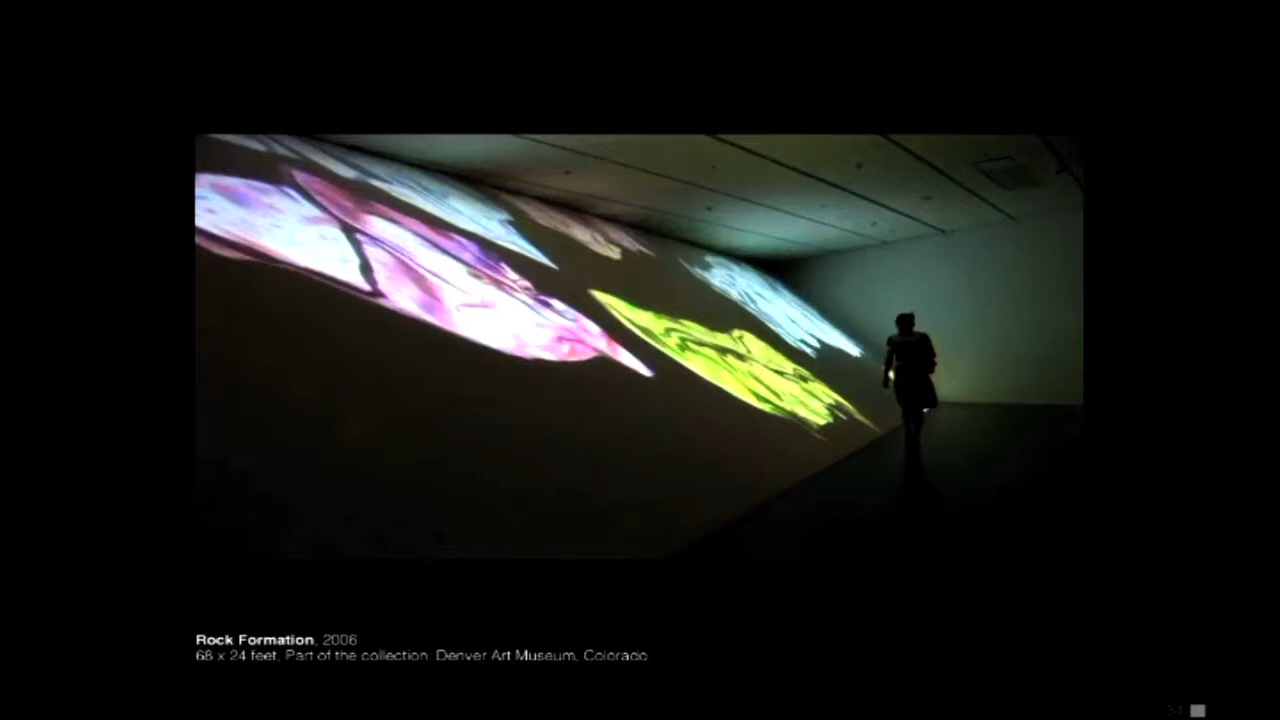 Rock Formation, 2006
68 x 24 feet, Part of the collection: Denver Art Museum, Colorado